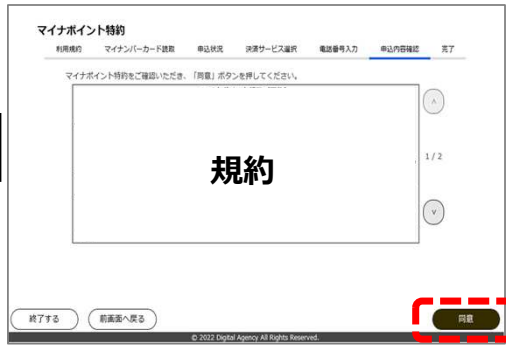 マイナポイント特約
利用規約 マイナンバーカード読取 申込状況 決済サービス選択 電話番号入力 申込内容確認 完了
マイナポイント特約をご確認いただき、「同意」ボタンを押してください。
規約
1 / 2
終了する 前画面へ戻る 同意
© 2022 Digital Agency All Rights Reserved.